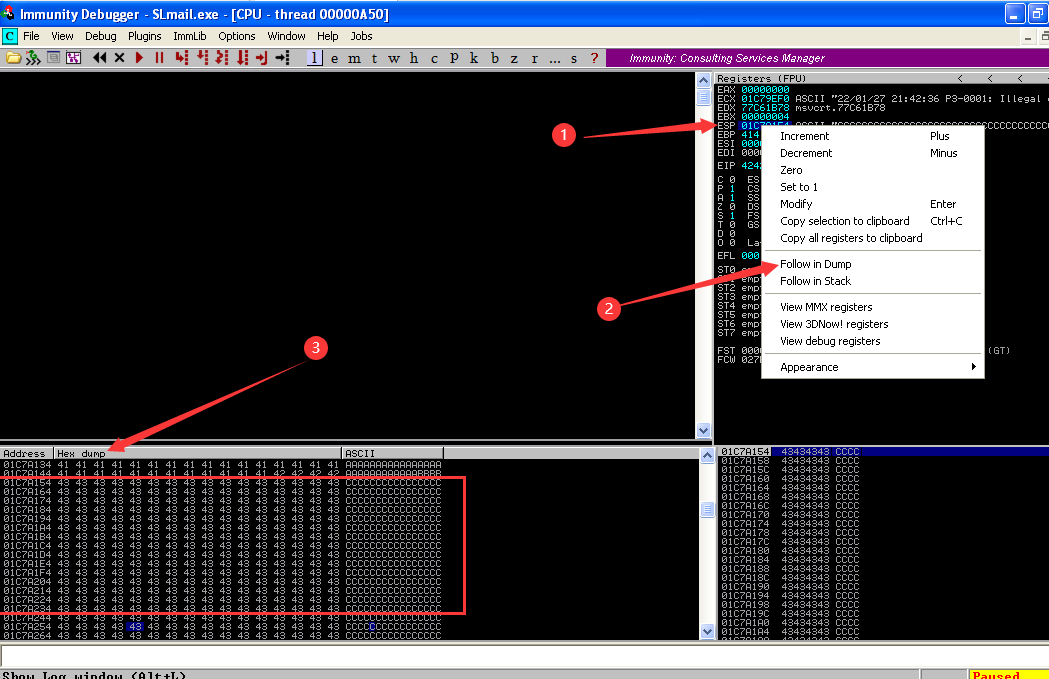 Immunity Debugger - SLmail.exe - [CPU - thread 00000A50]
C File View Debug Plugins ImmLib Options Window Help Jobs
l e m t w h c P k b z r ... s ? Immunity: Consulting Services Manager
Registers (FPU) < < <
EAX 00000000
ECX 01C79EF0 ASCII "22/01/27 21:42:36 P3-0001: Illegal
EDX 77C61B78 msvcrt.77C61B78
EBX 00000004
ESP
EBP 414
ESI 000
EDI 000
EIP 424
C 0 ES
P 1 CS
A 1 SS
Z 0 DS
S 1 FS
T 0 GS
D 0
O 0 La
EFL 000
ST2 emp
ST3 emp
ST4 emp
ST5 emp
ST6 emp
ST7 emp
FST 000 (GT)
FCW 027
1
2
3
Increment Plus
Decrement Minus
Zero
Set to 1
Modify Enter
Copy selection to clipboard Ctrl+C
Copy all registers to clipboard
Follow in Dump
Follow in Stack
View MMX registers
View 3DNow! registers
View debug registers
Appearance
Address Hex dump ASCII
01C7A134 41 41 41 41 41 41 41 41 41 41 41 41 41 41 41 41 AAAAAAAAAAAAAAAA
01C7A144 41 41 41 41 41 41 41 41 41 41 41 41 42 42 42 42 AAAAAAAAAAAABBBB
01C7A154 43 43 43 43 43 43 43 43 43 43 43 43 43 43 43 43 CCCCCCCCCCCCCCCC
01C7A164 43 43 43 43 43 43 43 43 43 43 43 43 43 43 43 43 CCCCCCCCCCCCCCCC
01C7A174 43 43 43 43 43 43 43 43 43 43 43 43 43 43 43 43 CCCCCCCCCCCCCCCC
01C7A184 43 43 43 43 43 43 43 43 43 43 43 43 43 43 43 43 CCCCCCCCCCCCCCCC
01C7A194 43 43 43 43 43 43 43 43 43 43 43 43 43 43 43 43 CCCCCCCCCCCCCCCC
01C7A1A4 43 43 43 43 43 43 43 43 43 43 43 43 43 43 43 43 CCCCCCCCCCCCCCCC
01C7A1B4 43 43 43 43 43 43 43 43 43 43 43 43 43 43 43 43 CCCCCCCCCCCCCCCC
01C7A1C4 43 43 43 43 43 43 43 43 43 43 43 43 43 43 43 43 CCCCCCCCCCCCCCCC
01C7A1D4 43 43 43 43 43 43 43 43 43 43 43 43 43 43 43 43 CCCCCCCCCCCCCCCC
01C7A1E4 43 43 43 43 43 43 43 43 43 43 43 43 43 43 43 43 CCCCCCCCCCCCCCCC
01C7A1F4 43 43 43 43 43 43 43 43 43 43 43 43 43 43 43 43 CCCCCCCCCCCCCCCC
01C7A204 43 43 43 43 43 43 43 43 43 43 43 43 43 43 43 43 CCCCCCCCCCCCCCCC
01C7A214 43 43 43 43 43 43 43 43 43 43 43 43 43 43 43 43 CCCCCCCCCCCCCCCC
01C7A224 43 43 43 43 43 43 43 43 43 43 43 43 43 43 43 43 CCCCCCCCCCCCCCCC
01C7A234 43 43 43 43 43 43 43 43 43 43 43 43 43 43 43 43 CCCCCCCCCCCCCCCC
01C7A244 43 43 43 43 43 43 43 43 43 43 43 43 43 43 43 43 CCCCCCCCCCCCCCCC
01C7A254 43 43 43 43 43 43 43 43 43 43 43 43 43 43 43 43 CCCCCCCCCCCCCCCC
01C7A264 43 43 43 43 43 43 43 43 43 43 43 43 43 43 43 43 CCCCCCCCCCCCCCCC
01C7A154 43434343 CCCC
01C7A158 43434343 CCCC
01C7A15C 43434343 CCCC
01C7A160 43434343 CCCC
01C7A164 43434343 CCCC
01C7A168 43434343 CCCC
01C7A16C 43434343 CCCC
01C7A170 43434343 CCCC
01C7A174 43434343 CCCC
01C7A178 43434343 CCCC
01C7A17C 43434343 CCCC
01C7A180 43434343 CCCC
01C7A184 43434343 CCCC
01C7A188 43434343 CCCC
01C7A18C 43434343 CCCC
01C7A190 43434343 CCCC
01C7A194 43434343 CCCC
01C7A198 43434343 CCCC
01C7A19C 43434343 CCCC
01C7A1A0 43434343 CCCC
01C7A1A4 43434343 CCCC
01C7A1A8 43434343 CCCC
Show Log window (Alt+L) Paused